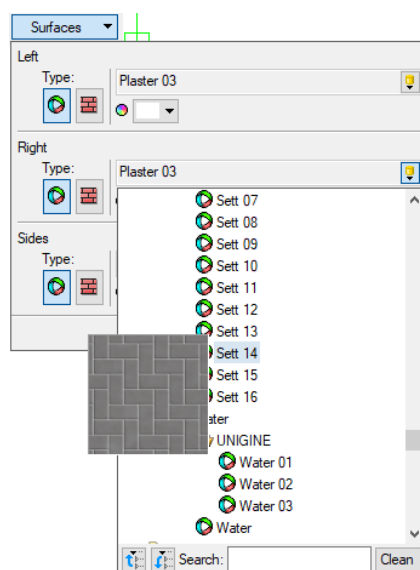 Surfaces
Left
Type:
Plaster 03
Right
Type:
Plaster 03
Sett 07
Sett 08
Sett 09
Sides
Sett 10
Type:
Sett 11
Sett 12
Sett 13
Sett 14
Sett 15
Sett 16
ater
UNIGINE
Water 01
Water 02
Water 03
Water
Search:
Clean